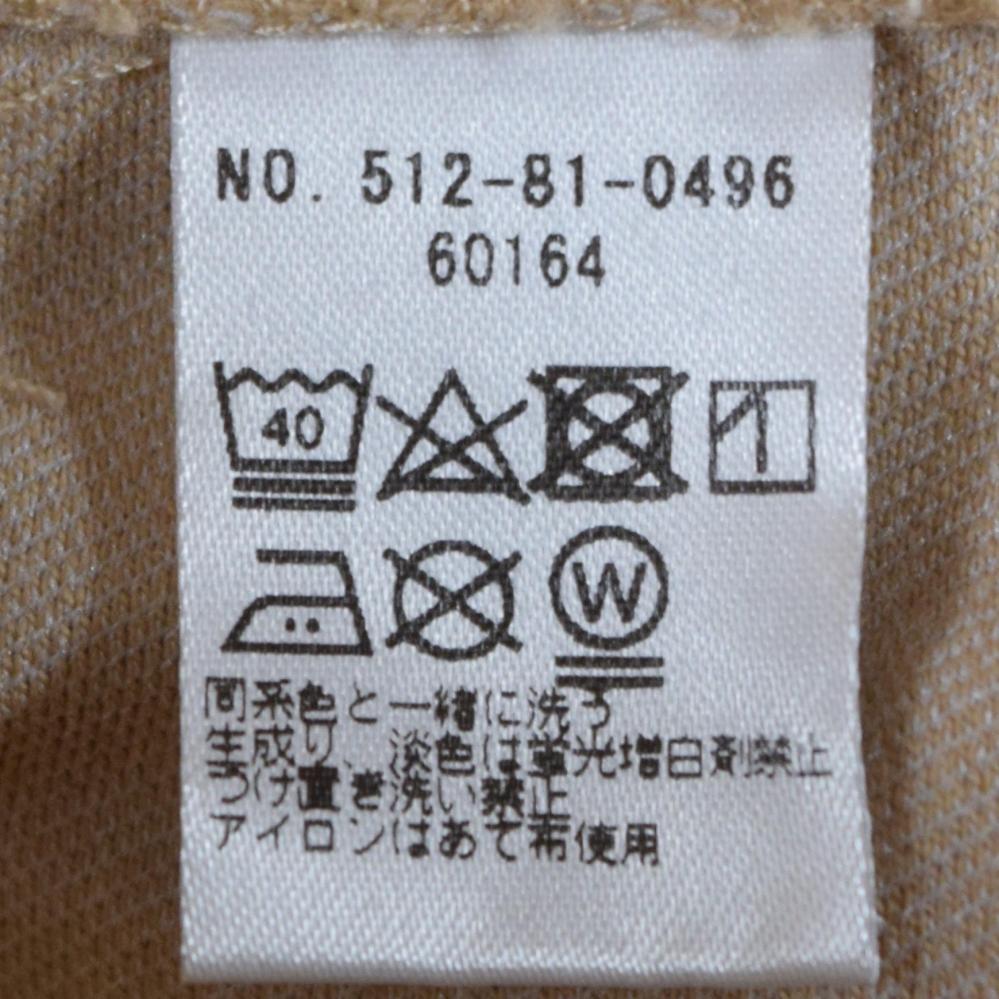 NO. 512-81-0496
60164
40
W
同系色と一緒に洗う
生成り、淡色は蛍光増白剤禁止
つけ置き洗い禁止
アイロンはあて布使用